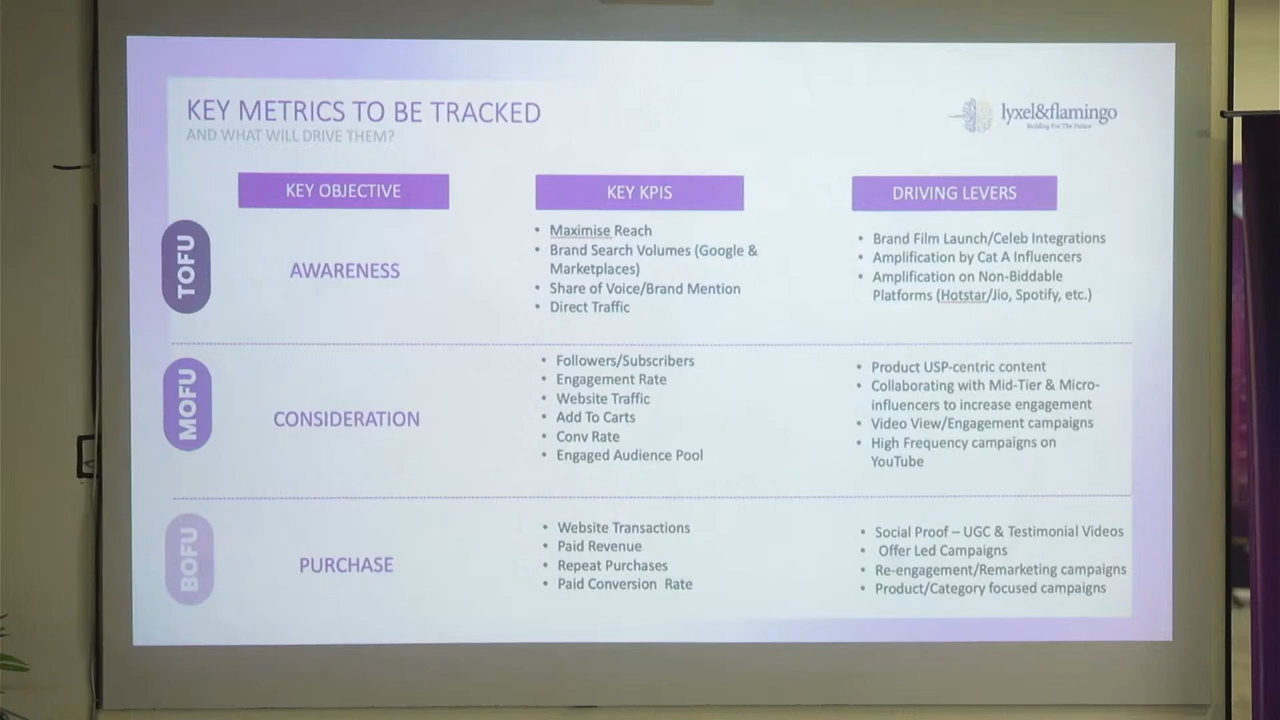 KEY METRICS TO BE TRACKED
AND WHAT WILL DRIVE THEM?
lyxel&flamingo
Building For The Future
KEY OBJECTIVE
KEY KPIS
DRIVING LEVERS
TOFU
AWARENESS
• Maximise Reach
• Brand Search Volumes (Google &
Marketplaces)
• Share of Voice/Brand Mention
• Direct Traffic
• Brand Film Launch/Celeb Integrations
• Amplification by Cat A Influencers
• Amplification on Non-Biddable
Platforms (Hotstar/Jio, Spotify, etc.)
MOFU
CONSIDERATION
• Followers/Subscribers
• Engagement Rate
• Website Traffic
• Add To Carts
• Conv Rate
• Engaged Audience Pool
• Product USP-centric content
• Collaborating with Mid-Tier & Micro-
influencers to increase engagement
• Video View/Engagement campaigns
• High Frequency campaigns on
YouTube
BOFU
PURCHASE
• Website Transactions
• Paid Revenue
• Repeat Purchases
• Paid Conversion Rate
• Social Proof – UGC & Testimonial Videos
• Offer Led Campaigns
• Re-engagement/Remarketing campaigns
• Product/Category focused campaigns